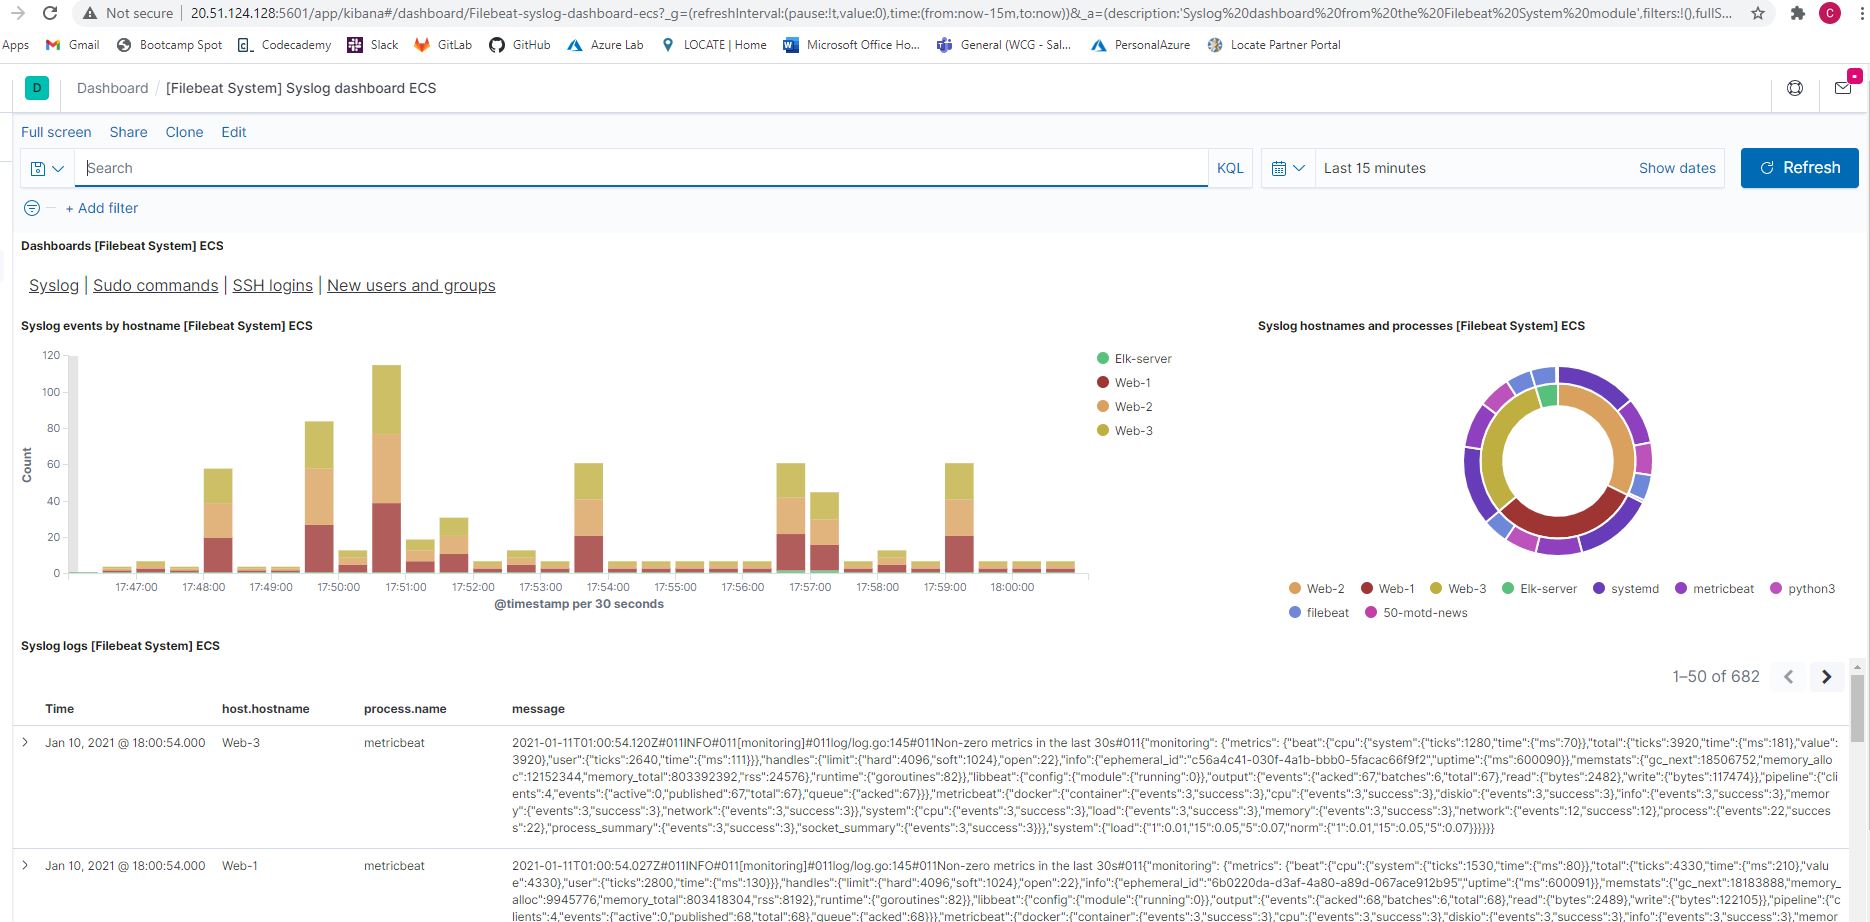 Not secure | 20.51.124.128:5601/app/kibana#/dashboard/Filebeat-syslog-dashboard-ecs?_g=(refreshInterval:(pause:!t,value:0),time:(from:now-15m,to:now))&_a=(description:'Syslog%20dashboard%20from%20the%20Filebeat%20System%20module',filters:!(),fullS...
C
Apps Gmail Bootcamp Spot Codecademy Slack GitLab GitHub Azure Lab LOCATE | Home Microsoft Office Ho... General (WCG - Sal... PersonalAzure Locate Partner Portal
D Dashboard / [Filebeat System] Syslog dashboard ECS
Full screen Share Clone Edit
Search KQL Last 15 minutes Show dates Refresh
+ Add filter
Dashboards [Filebeat System] ECS
Syslog | Sudo commands | SSH logins | New users and groups
Syslog events by hostname [Filebeat System] ECS
120
100
80
60
40
20
0
Count
17:47:00 17:48:00 17:49:00 17:50:00 17:51:00 17:52:00 17:53:00 17:54:00 17:55:00 17:56:00 17:57:00 17:58:00 17:59:00 18:00:00
@timestamp per 30 seconds
Elk-server
Web-1
Web-2
Web-3
Syslog hostnames and processes [Filebeat System] ECS
Web-2 Web-1 Web-3 Elk-server systemd metricbeat python3
filebeat 50-motd-news
Syslog logs [Filebeat System] ECS
1–50 of 682
Time host.hostname process.name message
Jan 10, 2021 @ 18:00:54.000 Web-3 metricbeat 2021-01-11T01:00:54.120Z#011INFO#011[monitoring]#011log/log.go:145#011Non-zero metrics in the last 30s#011{"monitoring": {"metrics": {"beat":{"cpu":{"system":{"ticks":1280,"time":{"ms":70}},"total":{"ticks":3920,"time":{"ms":181},"value":
3920},"user":{"ticks":2640,"time":{"ms":111}}},"handles":{"limit":{"hard":4096,"soft":1024},"open":22},"info":{"ephemeral_id":"c56a4c41-030f-4a1b-bbb0-5facac66f9f2","uptime":{"ms":600090}},"memstats":{"gc_next":18506752,"memory_allo
c":12152344,"memory_total":803392392,"rss":24576},"runtime":{"goroutines":82}},"libbeat":{"config":{"module":{"running":0}},"output":{"events":{"acked":67,"batches":6,"total":67},"read":{"bytes":2482},"write":{"bytes":117474}},"pipeline":{"cli
ents":4,"events":{"active":0,"published":67,"total":67},"queue":{"acked":67}}},"metricbeat":{"docker":{"container":{"events":3,"success":3},"cpu":{"events":3,"success":3},"diskio":{"events":3,"success":3},"info":{"events":3,"success":3},"memor
y":{"events":3,"success":3},"network":{"events":3,"success":3}},"system":{"cpu":{"events":3,"success":3},"load":{"events":3,"success":3},"memory":{"events":3,"success":3},"network":{"events":12,"success":12},"process":{"events":22,"succes
s":22},"process_summary":{"events":3,"success":3},"socket_summary":{"events":3,"success":3}}},"system":{"load":{"1":0.01,"15":0.05,"5":0.07,"norm":{"1":0.01,"15":0.05,"5":0.07}}}}}}
Jan 10, 2021 @ 18:00:54.000 Web-1 metricbeat 2021-01-11T01:00:54.027Z#011INFO#011[monitoring]#011log/log.go:145#011Non-zero metrics in the last 30s#011{"monitoring": {"metrics": {"beat":{"cpu":{"system":{"ticks":1530,"time":{"ms":80}},"total":{"ticks":4330,"time":{"ms":210},"valu
e":4330},"user":{"ticks":2800,"time":{"ms":130}}},"handles":{"limit":{"hard":4096,"soft":1024},"open":22},"info":{"ephemeral_id":"6b0220da-d3af-4a80-a89d-067ace912b95","uptime":{"ms":600091}},"memstats":{"gc_next":18183888,"memory_
alloc":9945776,"memory_total":803418304,"rss":8192},"runtime":{"goroutines":82}},"libbeat":{"config":{"module":{"running":0}},"output":{"events":{"acked":68,"batches":6,"total":68},"read":{"bytes":2489},"write":{"bytes":122105}},"pipeline":{"c
lients":4,"events":{"active":0,"published":68,"total":68},"queue":{"acked":68}}},"metricbeat":{"docker":{"container":{"events":3,"success":3},"cpu":{"events":3,"success":3},"diskio":{"events":3,"success":3},"info":{"events":3,"success":3},"memo